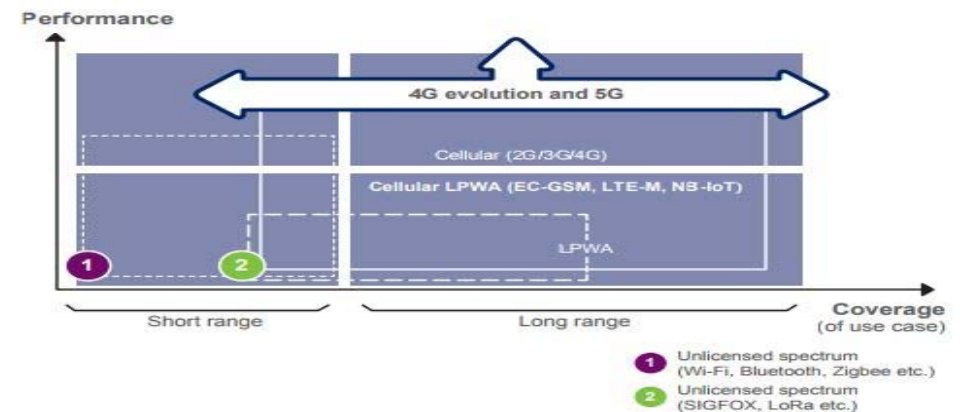 Performance
4G evolution and 5G
Cellular (2G/3G/4G)
Cellular LPWA (EC-GSM, LTE-M, NB-IoT)
LPWA
1
2
Short range
Long range
Coverage
(of use case)
1 Unlicensed spectrum
(Wi-Fi, Bluetooth, Zigbee etc.)
2 Unlicensed spectrum
(SIGFOX, LoRa etc.)